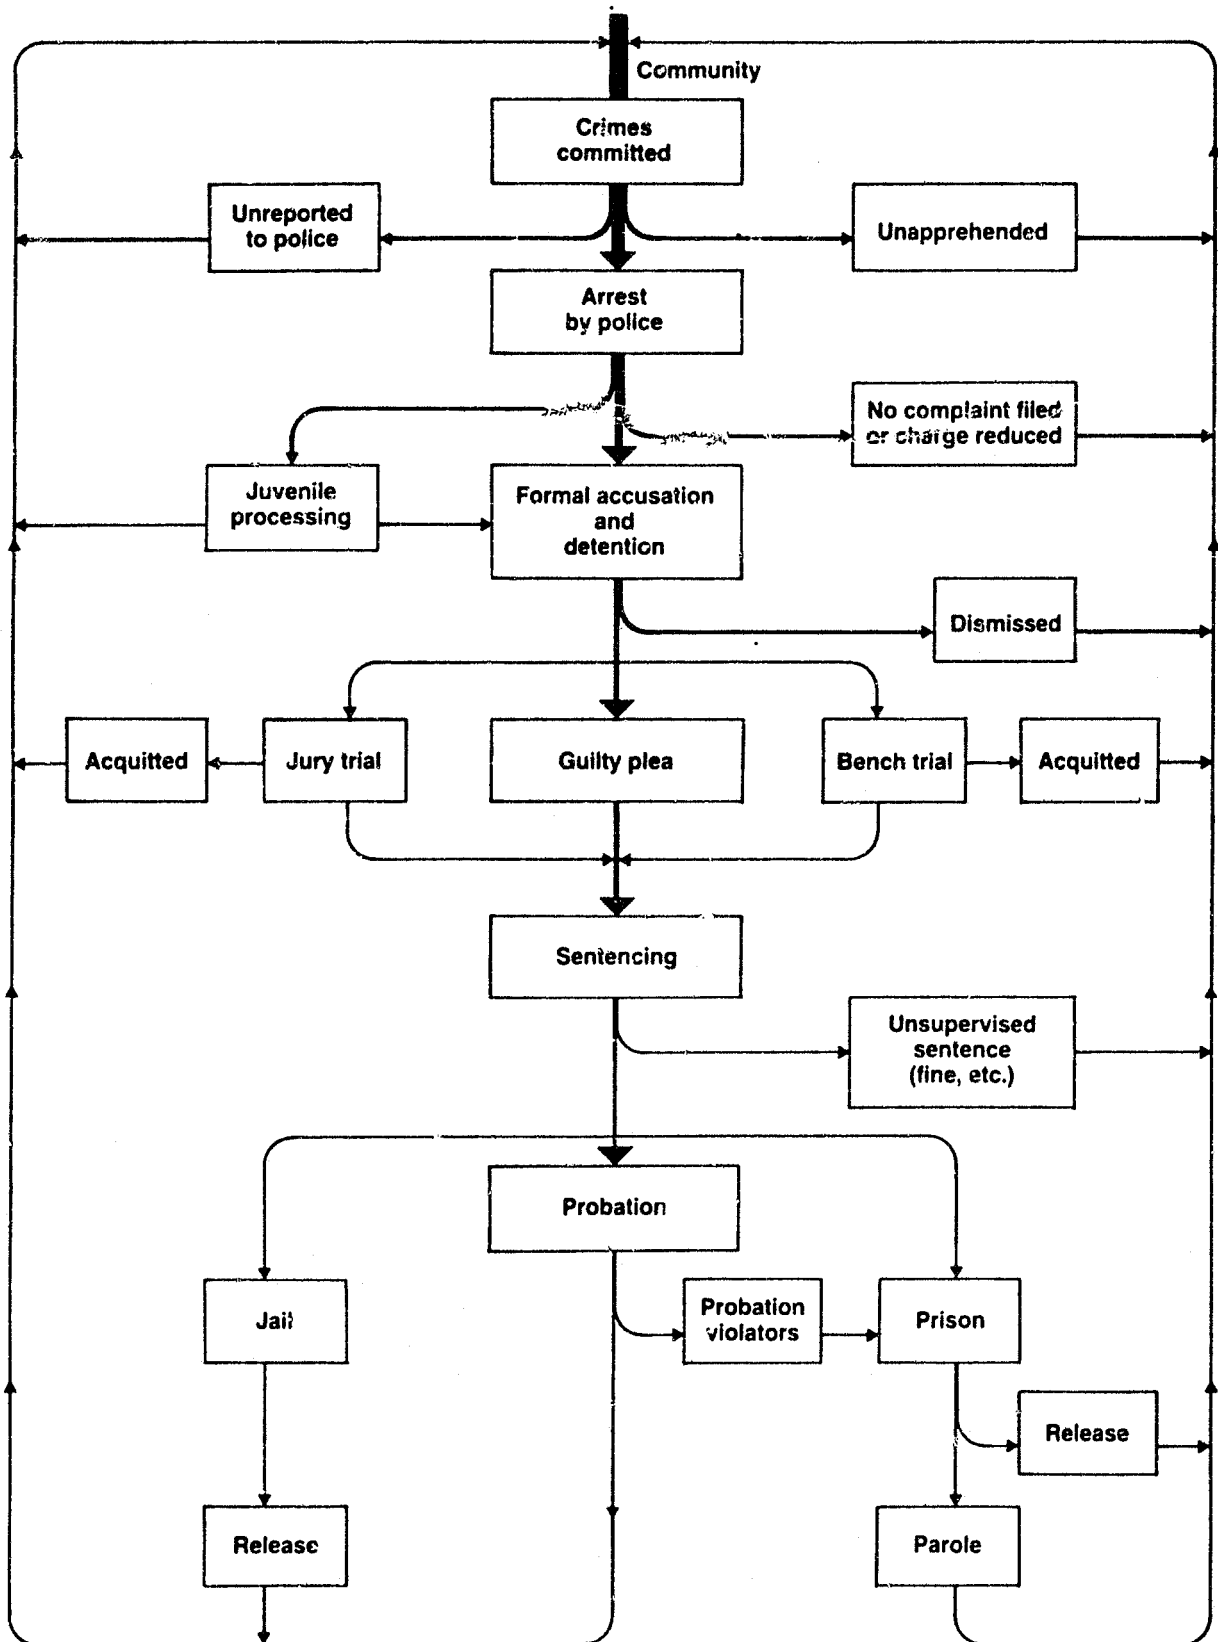 Community
Crimes
committed
Unreported
to police
Unapprehended
Arrest
by police
No complaint filed
or charge reduced
Juvenile
processing
Formal accusation
and
detention
Dismissed
Acquitted
Jury trial
Guilty plea
Bench trial
Acquitted
Sentencing
Unsupervised
sentence
(fine, etc.)
Probation
Jail
Probation
violators
Prison
Release
Release
Parole